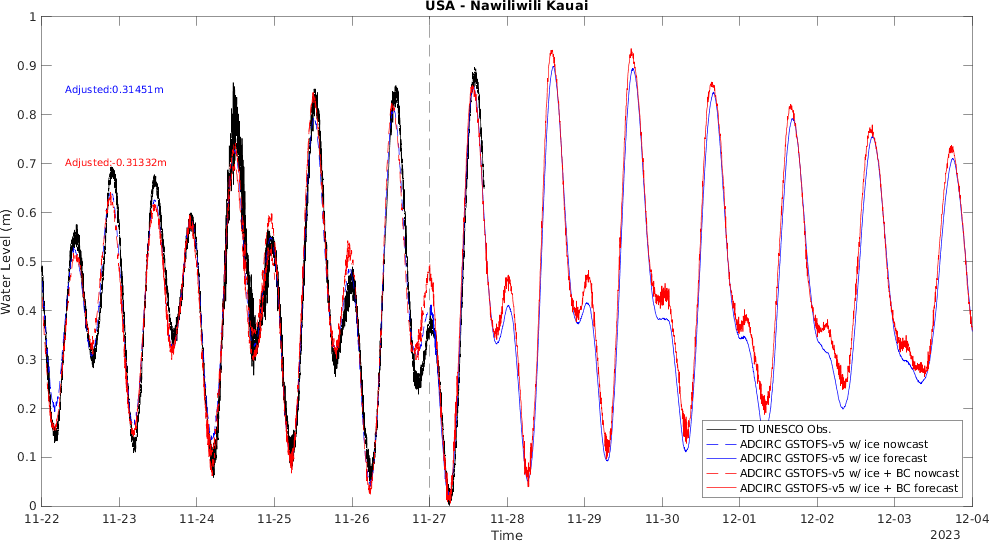 USA - Nawiliwili Kauai
1
0.9
0.8
0.7
0.6
0.5
0.4
0.3
0.2
0.1
0
Water Level (m)
Adjusted:0.31451m
Adjusted:-0.31332m
TD UNESCO Obs.
ADCIRC GSTOFS-v5 w/ ice nowcast
ADCIRC GSTOFS-v5 w/ ice forecast
ADCIRC GSTOFS-v5 w/ ice + BC nowcast
ADCIRC GSTOFS-v5 w/ ice + BC forecast
11-22 11-23 11-24 11-25 11-26 11-27 11-28 11-29 11-30 12-01 12-02 12-03 12-04
Time
2023